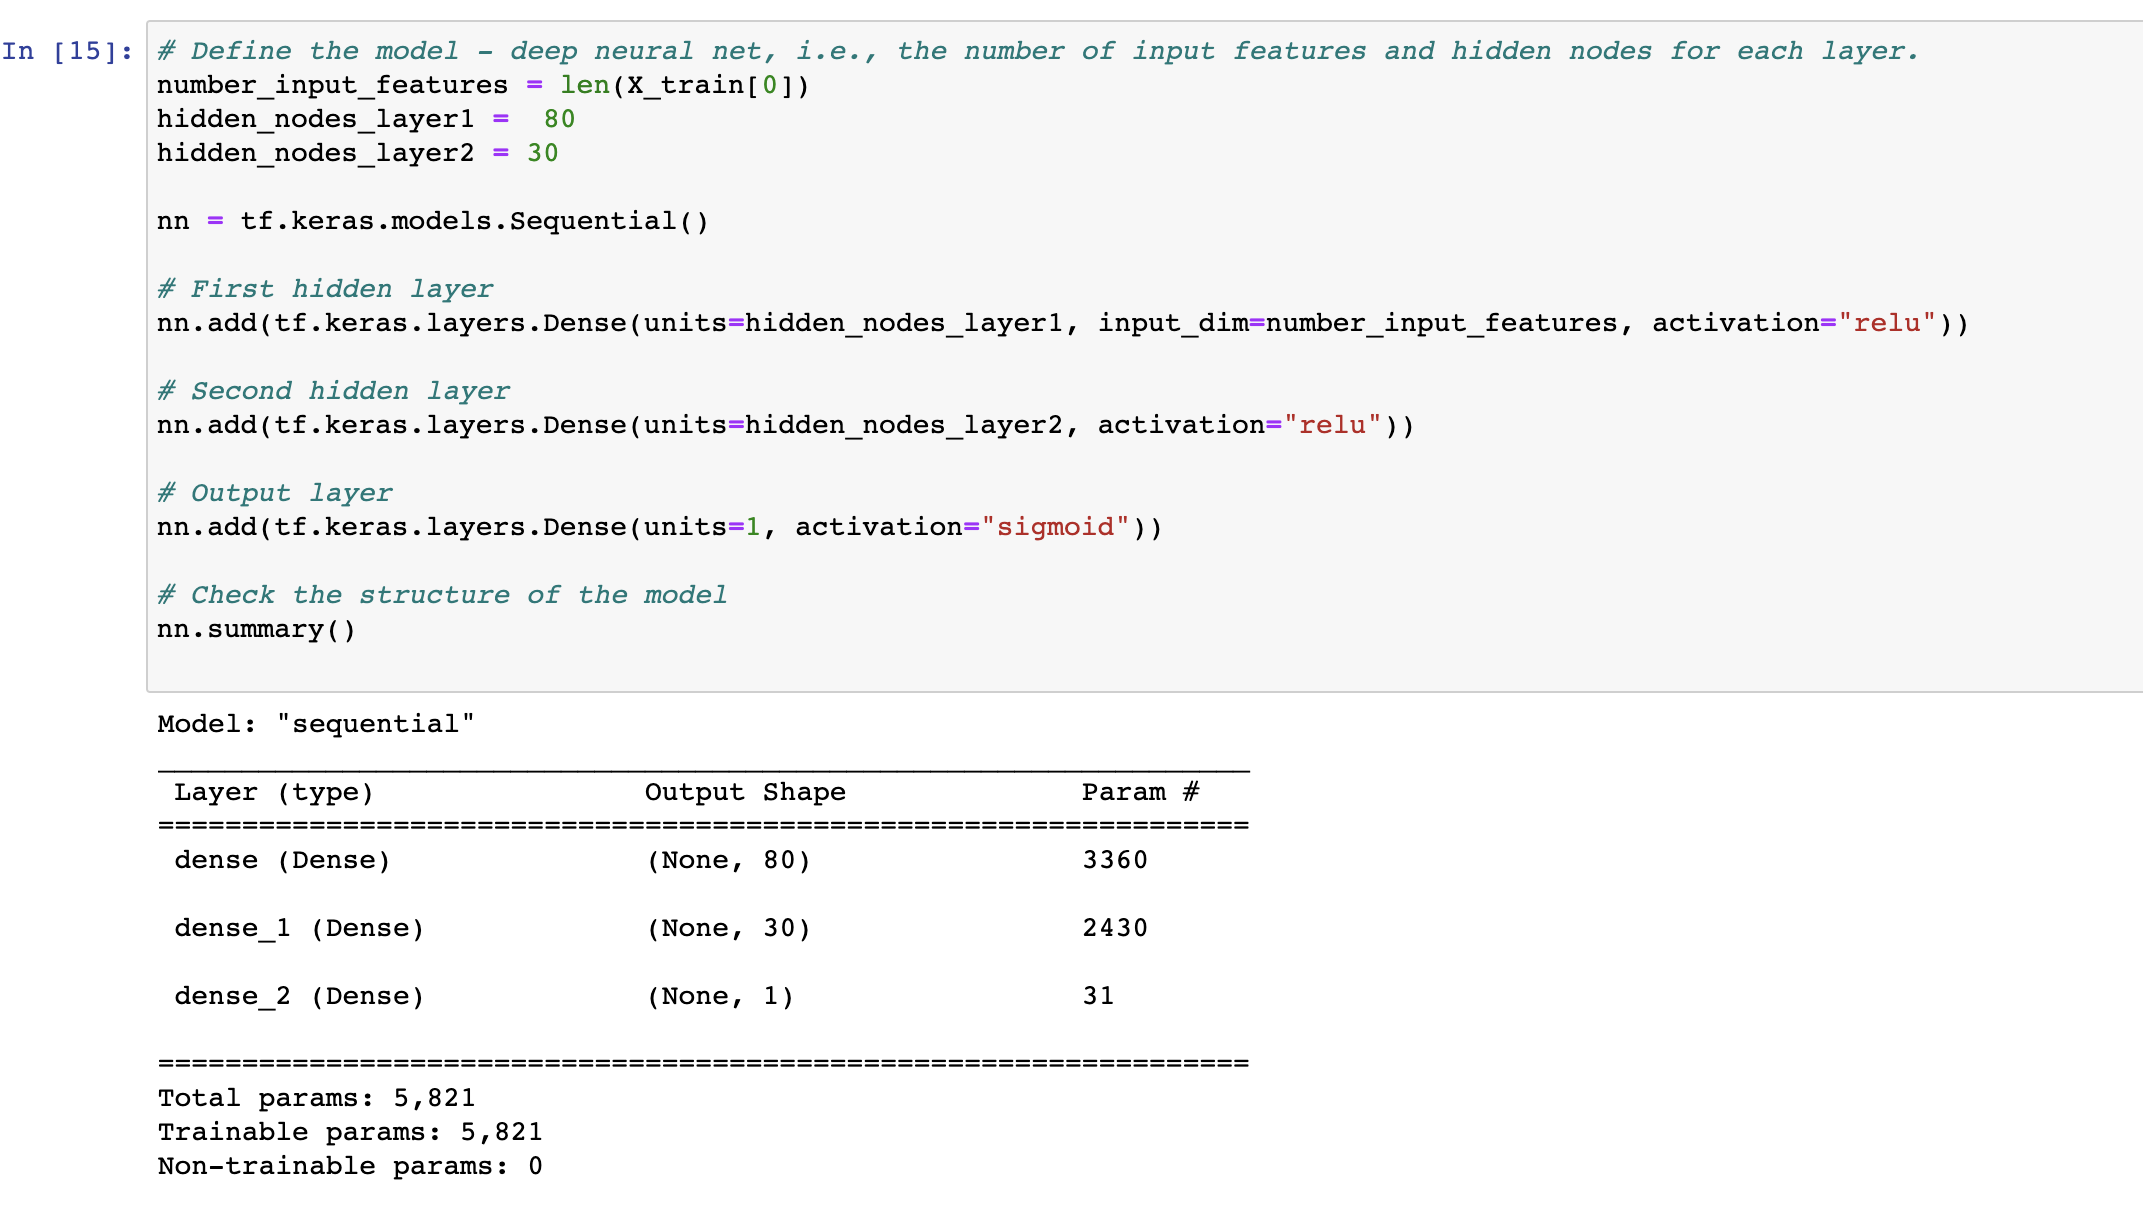 In [15]:
# Define the model - deep neural net, i.e., the number of input features and hidden nodes for each layer.
number_input_features = len(X_train[0])
hidden_nodes_layer1 =  80
hidden_nodes_layer2 = 30
nn = tf.keras.models.Sequential()
# First hidden layer
nn.add(tf.keras.layers.Dense(units=hidden_nodes_layer1, input_dim=number_input_features, activation="relu"))
# Second hidden layer
nn.add(tf.keras.layers.Dense(units=hidden_nodes_layer2, activation="relu"))
# Output layer
nn.add(tf.keras.layers.Dense(units=1, activation="sigmoid"))
# Check the structure of the model
nn.summary()
Model: "sequential"
_________________________________________________________________
Layer (type)                Output Shape              Param #
=================================================================
dense (Dense)               (None, 80)                3360
dense_1 (Dense)             (None, 30)                2430
dense_2 (Dense)             (None, 1)                 31
=================================================================
Total params: 5,821
Trainable params: 5,821
Non-trainable params: 0